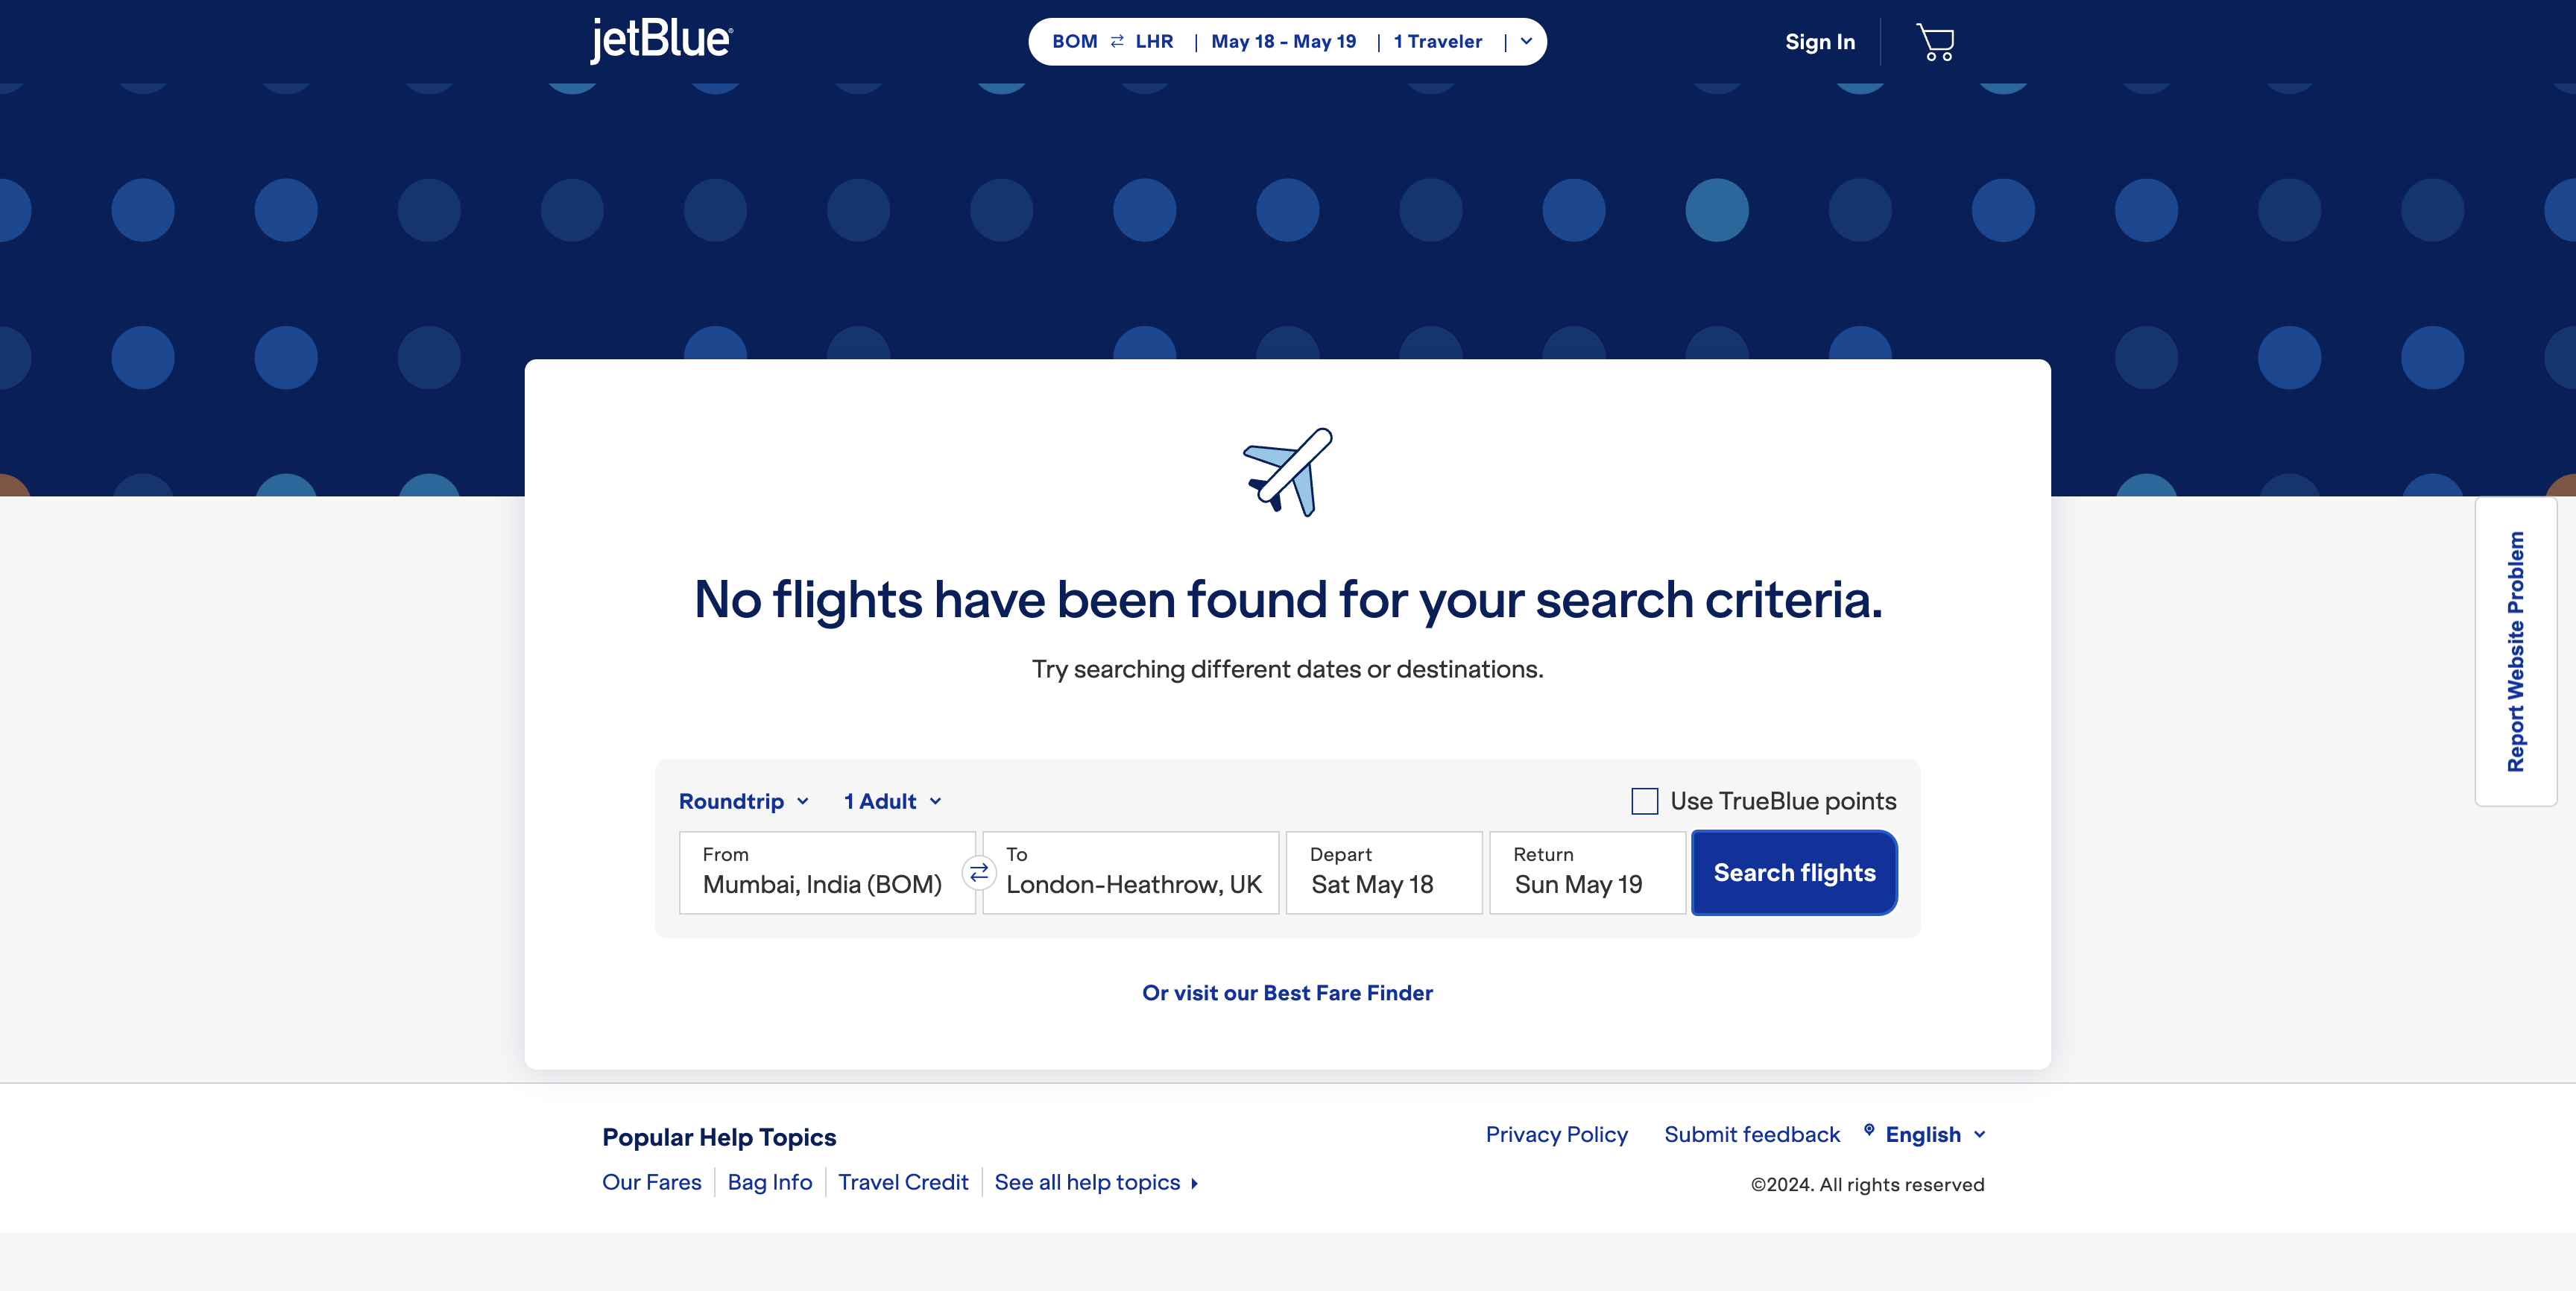 jetBlue®
BOM ⇄ LHR | May 18 - May 19 | 1 Traveler |
Sign In
No flights have been found for your search criteria.
Try searching different dates or destinations.
Roundtrip
1 Adult
Use TrueBlue points
From
Mumbai, India (BOM)
To
London-Heathrow, UK
Depart
Sat May 18
Return
Sun May 19
Search flights
Or visit our Best Fare Finder
Report Website Problem
Popular Help Topics
Our Fares
Bag Info
Travel Credit
See all help topics
Privacy Policy
Submit feedback
English
©2024. All rights reserved